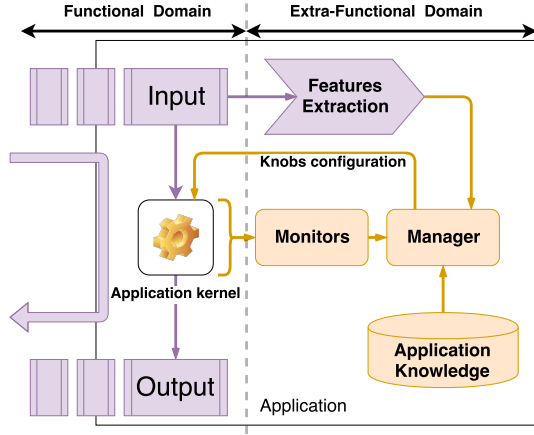 Functional Domain
Extra-Functional Domain
Input
Features
Extraction
Knobs configuration
Monitors
Manager
Application kernel
Application
Knowledge
Output
Application